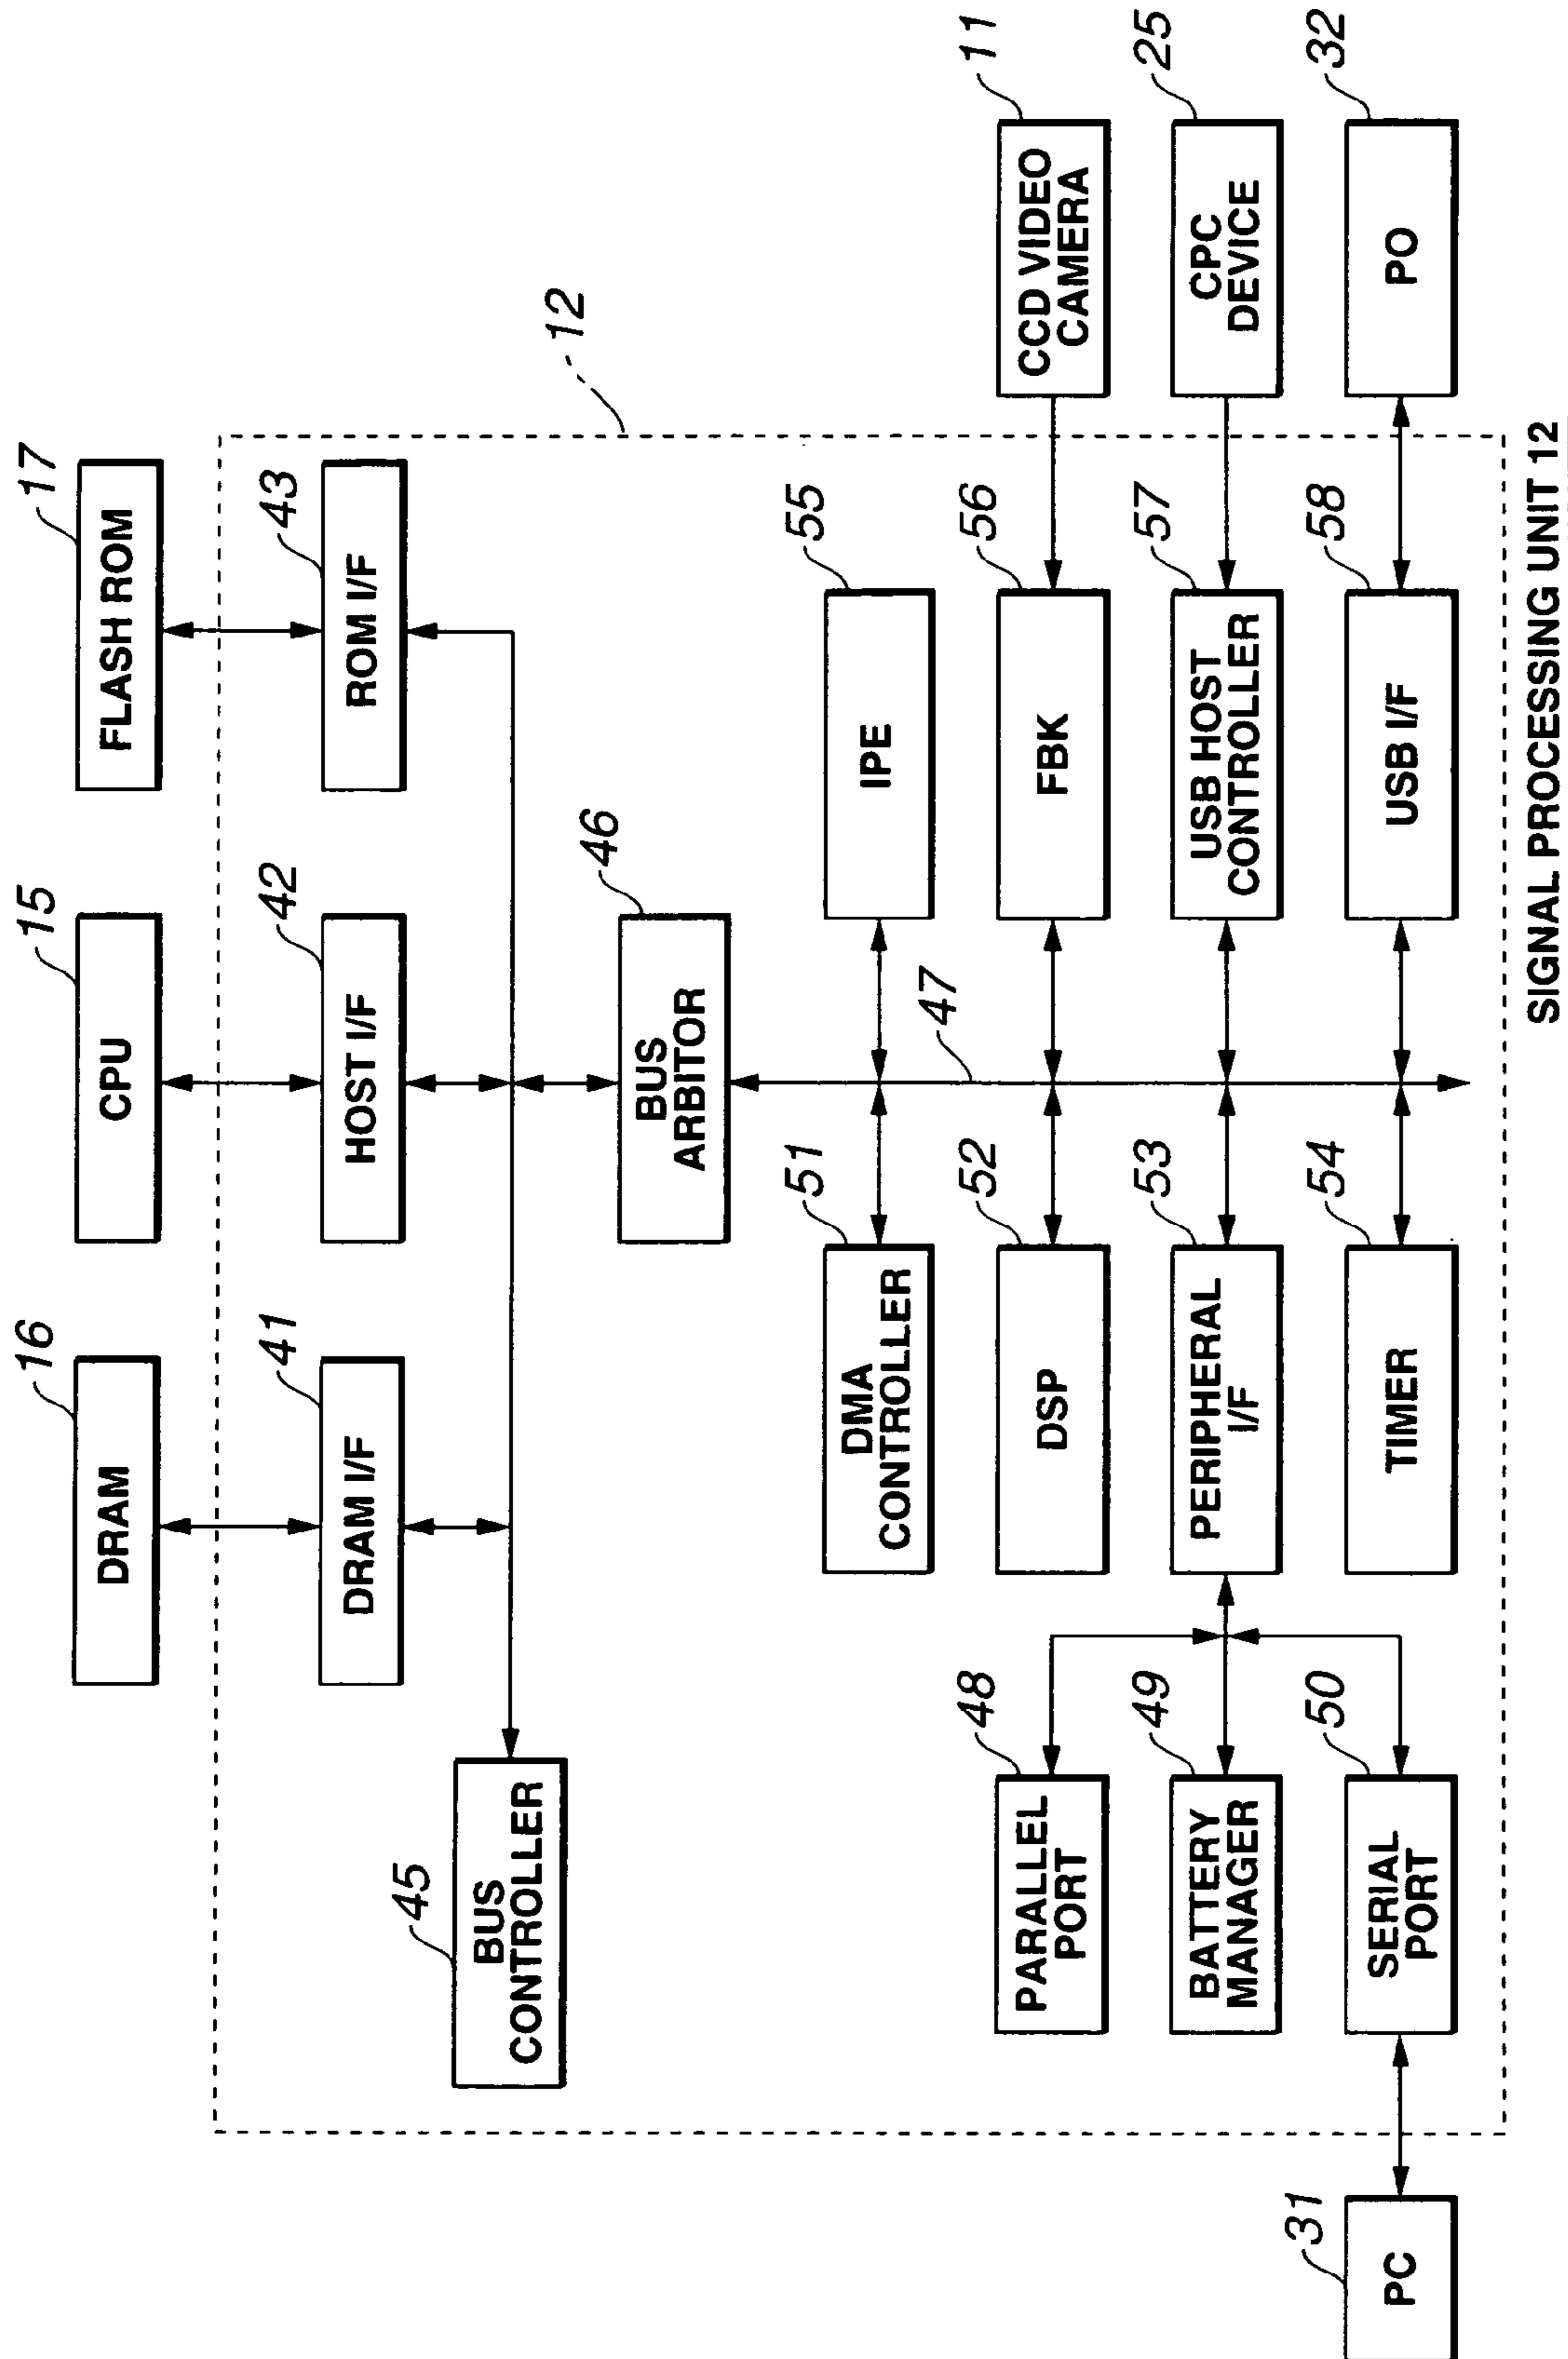 16
DRAM
15
CPU
17
FLASH ROM
41
DRAM I/F
42
HOST I/F
43
ROM I/F
12
45
BUS
CONTROLLER
46
BUS
ARBITOR
47
51
DMA
CONTROLLER
55
IPE
48
PARALLEL
PORT
52
DSP
56
FBK
11
CCD VIDEO
CAMERA
49
BATTERY
MANAGER
53
PERIPHERAL
I/F
57
USB HOST
CONTROLLER
25
CPC
DEVICE
31
PC
50
SERIAL
PORT
54
TIMER
58
USB I/F
32
PO
SIGNAL PROCESSING UNIT 12